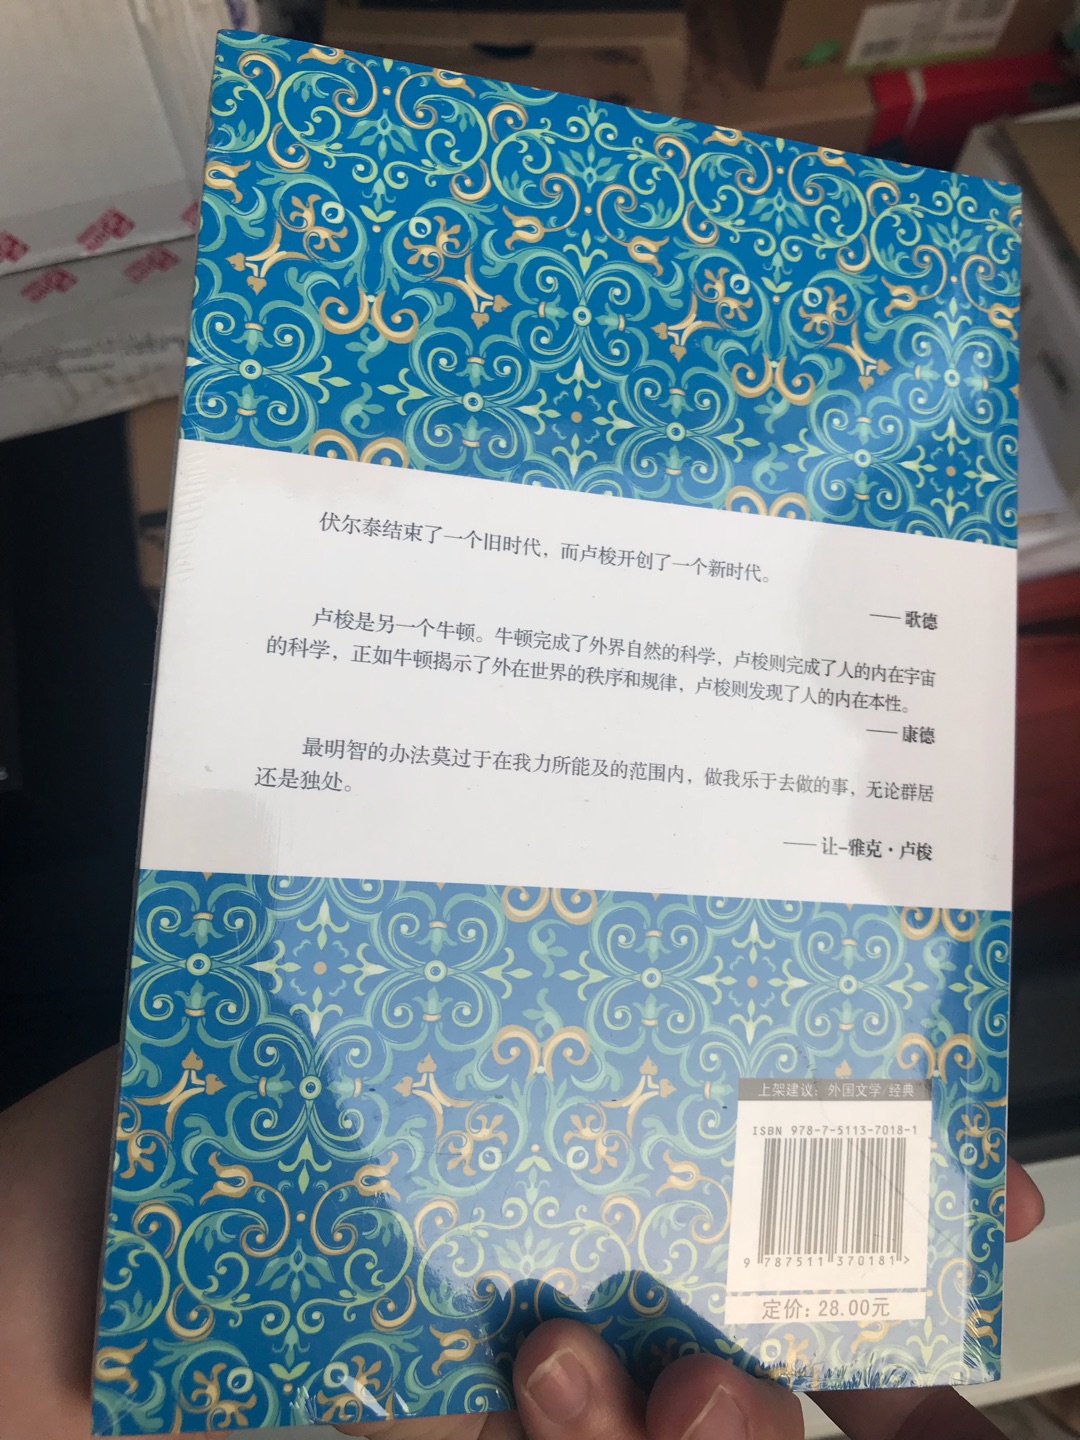 伏尔泰结束了一个旧时代，而卢梭开创了一个新时代。
——歌德
卢梭是另一个牛顿。牛顿完成了外界自然的科学，卢梭则完成了人的内在宇宙
的科学，正如牛顿揭示了外在世界的秩序和规律，卢梭则发现了人的内在本性。
——康德
最明智的办法莫过于在我力所能及的范围内，做我乐于去做的事，无论群居
还是独处。
——让-雅克·卢梭
上架建议：外国文学/经典
ISBN 978-7-5113-7018-1
9 787511 370181 >
定价：28.00元